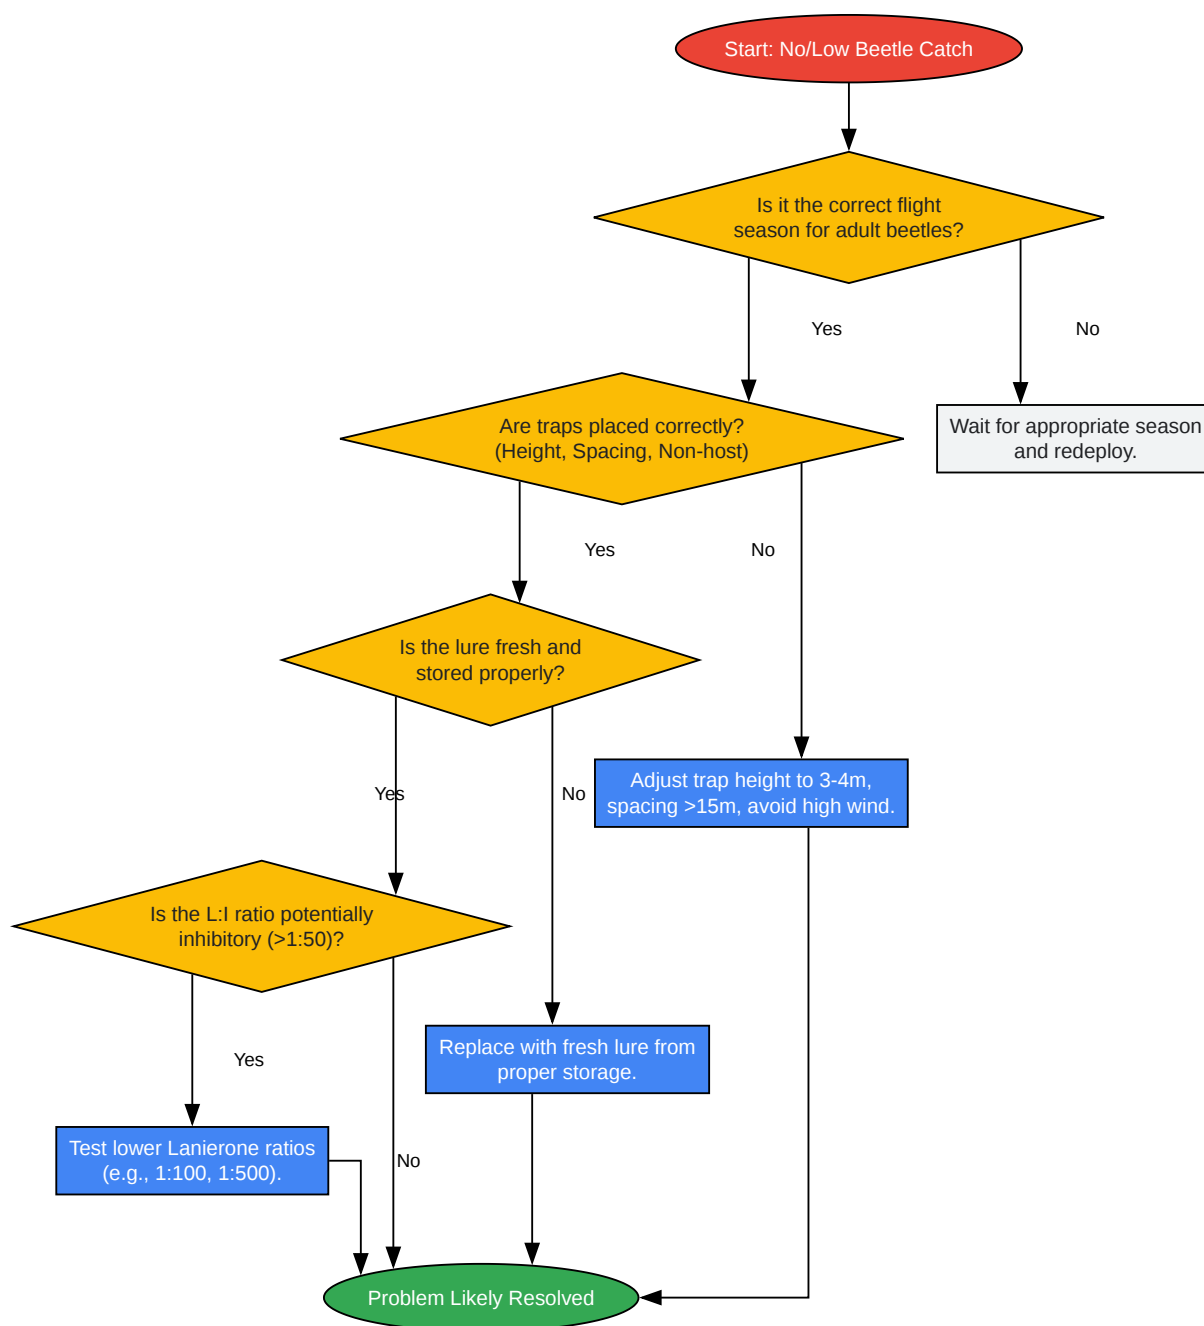 Start: No/Low Beetle Catch
Is it the correct flight
season for adult beetles?
Yes
No
Are traps placed correctly?
(Height, Spacing, Non-host)
Wait for appropriate season
and redeploy.
Yes
No
Is the lure fresh and
stored properly?
Yes
No
Adjust trap height to 3-4m,
spacing >15m, avoid high wind.
Is the L:I ratio potentially
inhibitory (>1:50)?
Replace with fresh lure from
proper storage.
Yes
No
Test lower Lanierone ratios
(e.g., 1:100, 1:500).
Problem Likely Resolved